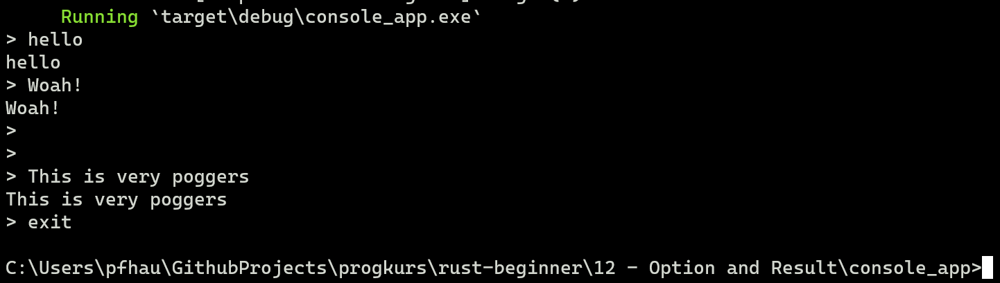 Running `target\debug\console_app.exe`
> hello
hello
> Woah!
Woah!
>
>
> This is very poggers
This is very poggers
> exit
C:\Users\pfhau\GithubProjects\progkurs\rust-beginner\12 - Option and Result\console_app>